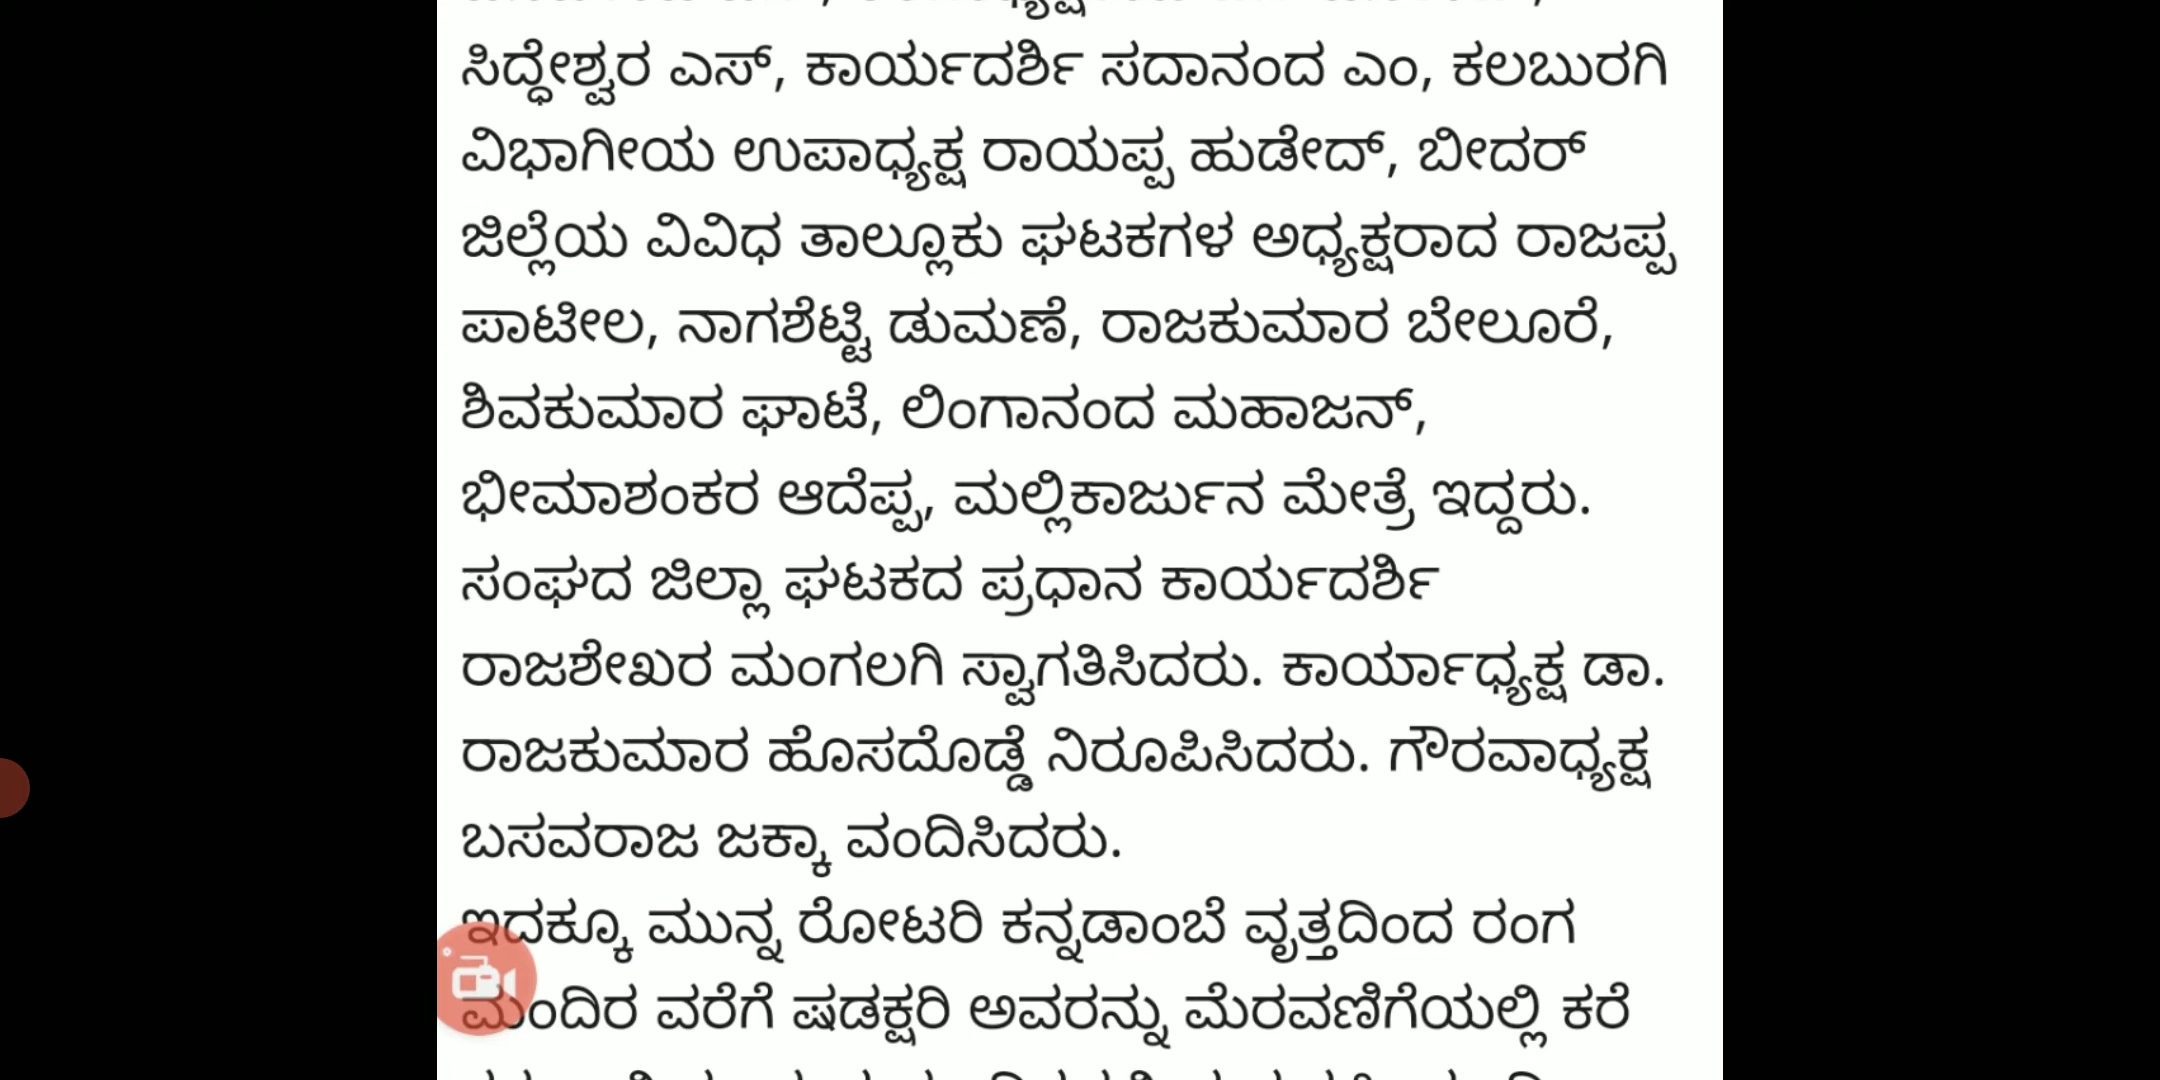 ಸಿದ್ಧೇಶ್ವರ ಎಸ್, ಕಾರ್ಯದರ್ಶಿ ಸದಾನಂದ ಎಂ, ಕಲಬುರಗಿ
ವಿಭಾಗೀಯ ಉಪಾಧ್ಯಕ್ಷ ರಾಯಪ್ಪ ಹುಡೇದ್, ಬೀದರ್
ಜಿಲ್ಲೆಯ ವಿವಿಧ ತಾಲ್ಲೂಕು ಘಟಕಗಳ ಅಧ್ಯಕ್ಷರಾದ ರಾಜಪ್ಪ
ಪಾಟೀಲ, ನಾಗಶೆಟ್ಟಿ ಡುಮಣೆ, ರಾಜಕುಮಾರ ಬೇಲೂರೆ,
ಶಿವಕುಮಾರ ಘಾಟೆ, ಲಿಂಗಾನಂದ ಮಹಾಜನ್,
ಭೀಮಾಶಂಕರ ಆದೆಪ್ಪ, ಮಲ್ಲಿಕಾರ್ಜುನ ಮೇತ್ರೆ ಇದ್ದರು.
ಸಂಘದ ಜಿಲ್ಲಾ ಘಟಕದ ಪ್ರಧಾನ ಕಾರ್ಯದರ್ಶಿ
ರಾಜಶೇಖರ ಮಂಗಲಗಿ ಸ್ವಾಗತಿಸಿದರು. ಕಾರ್ಯಾಧ್ಯಕ್ಷ ಡಾ.
ರಾಜಕುಮಾರ ಹೊಸದೊಡ್ಡೆ ನಿರೂಪಿಸಿದರು. ಗೌರವಾಧ್ಯಕ್ಷ
ಬಸವರಾಜ ಜಕ್ಕಾ ವಂದಿಸಿದರು.
ಇದಕ್ಕೂ ಮುನ್ನ ರೋಟರಿ ಕನ್ನಡಾಂಬೆ ವೃತ್ತದಿಂದ ರಂಗ
ಮಂದಿರ ವರೆಗೆ ಷಡಕ್ಷರಿ ಅವರನ್ನು ಮೆರವಣಿಗೆಯಲ್ಲಿ ಕರೆ